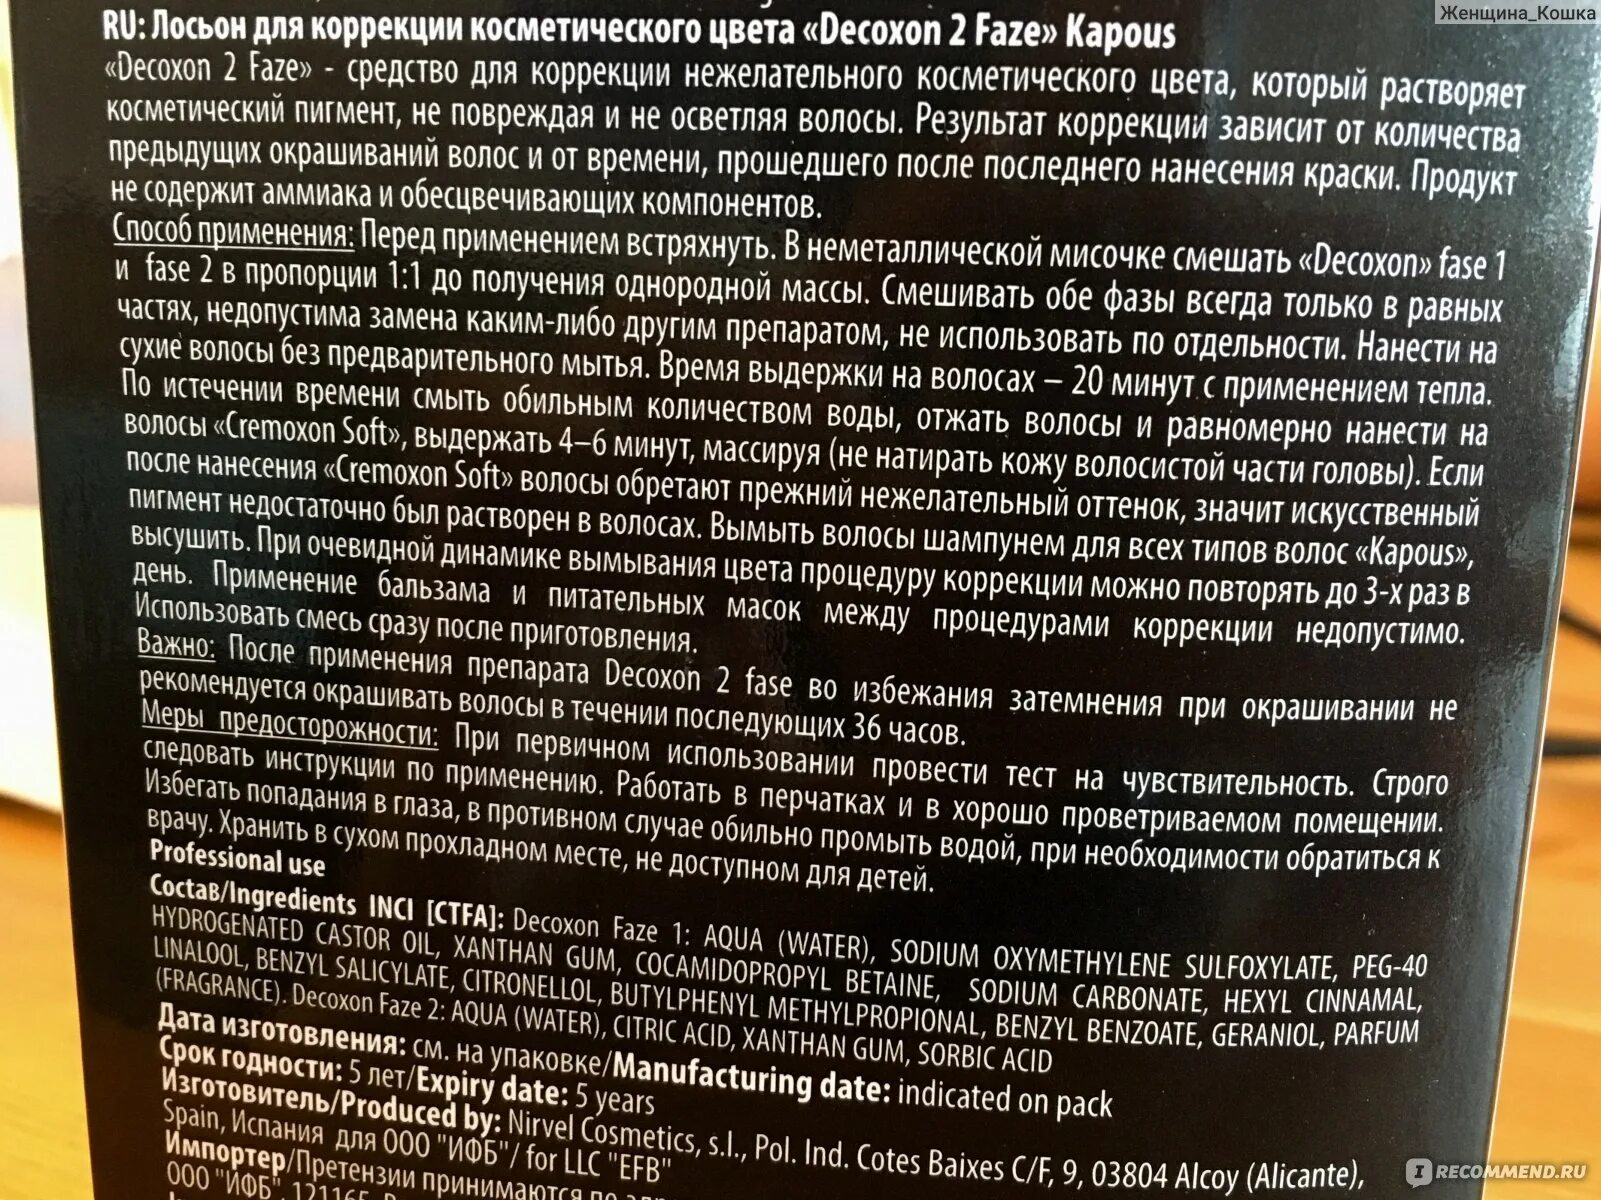 Женщина_Кошка
RU: Лосьон для коррекции косметического цвета «Decoxon 2 Faze» Kapous
«Decoxon 2 Faze» - средство для коррекции нежелательного косметического цвета, который растворяет
косметический пигмент, не повреждая и не осветляя волосы. Результат коррекции зависит от количества
предыдущих окрашиваний волос и от времени, прошедшего после последнего нанесения краски. Продукт
не содержит аммиака и обесцвечивающих компонентов.
Способ применения: Перед применением встряхнуть. В неметаллической мисочке смешать «Decoxon» fase 1
и fase 2 в пропорции 1:1 до получения однородной массы. Смешивать обе фазы всегда только в равных
частях, недопустима замена каким-либо другим препаратом, не использовать по отдельности. Нанести на
сухие волосы без предварительного мытья. Время выдержки на волосах – 20 минут с применением тепла.
По истечении времени смыть обильным количеством воды, отжать волосы и равномерно нанести на
волосы «Cremoxon Soft», выдержать 4–6 минут, массируя (не натирать кожу волосистой части головы). Если
после нанесения «Cremoxon Soft» волосы обретают прежний нежелательный оттенок, значит искусственный
пигмент недостаточно был растворен в волосах. Вымыть волосы шампунем для всех типов волос «Kapous»,
высушить. При очевидной динамике вымывания цвета процедуру коррекции можно повторять до 3-х раз в
день. Применение бальзама и питательных масок между процедурами коррекции недопустимо.
Использовать смесь сразу после приготовления.
Важно: После применения препарата Decoxon 2 fase во избежания затемнения при окрашивании не
рекомендуется окрашивать волосы в течении последующих 36 часов.
Меры предосторожности: При первичном использовании провести тест на чувствительность. Строго
следовать инструкции по применению. Работать в перчатках и в хорошо проветриваемом помещении.
Избегать попадания в глаза, в противном случае обильно промыть водой, при необходимости обратиться к
врачу. Хранить в сухом прохладном месте, не доступном для детей.
Professional use
Состав/Ingredients INCI [CTFA]: Decoxon Faze 1: AQUA (WATER), SODIUM OXYMETHYLENE SULFOXYLATE, PEG-40
HYDROGENATED CASTOR OIL, XANTHAN GUM, COCAMIDOPROPYL BETAINE, SODIUM CARBONATE, HEXYL CINNAMAL,
LINALOOL, BENZYL SALICYLATE, CITRONELLOL, BUTYLPHENYL METHYLPROPIONAL, BENZYL BENZOATE, GERANIOL, PARFUM
(FRAGRANCE). Decoxon Faze 2: AQUA (WATER), CITRIC ACID, XANTHAN GUM, SORBIC ACID
Дата изготовления: см. на упаковке/Manufacturing date: indicated on pack
Срок годности: 5 лет/Expiry date: 5 years
Изготовитель/Produced by: Nirvel Cosmetics, s.l., Pol. Ind. Cotes Baixes C/F, 9, 03804 Alcoy (Alicante),
Spain, Испания для ООО "ИФБ"/ for LLC "EFB"
Импортер/Претензии принимаются по
ООО "ИФБ", 121165,
IRECOMMEND.RU